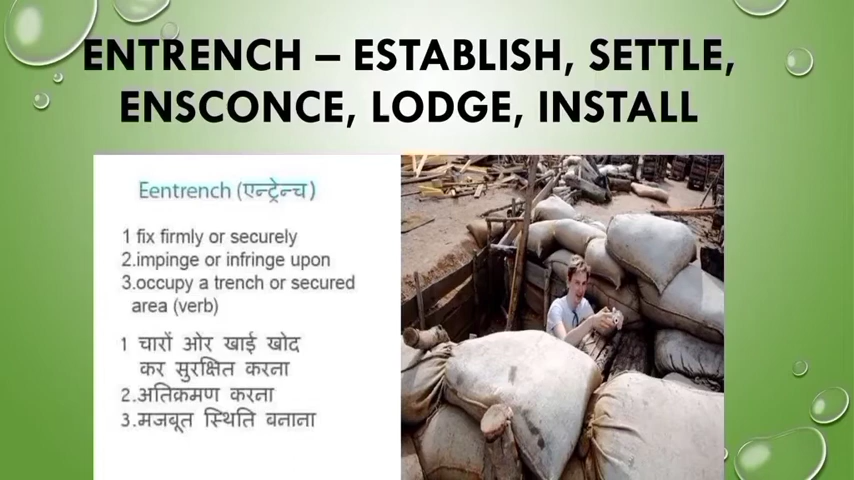 ENTRENCH – ESTABLISH, SETTLE,
ENSCONCE, LODGE, INSTALL
Eentrench (एन्ट्रेन्च)
1 fix firmly or securely
2.impinge or infringe upon
3.occupy a trench or secured
area (verb)
1 चारों ओर खाई खोद
कर सुरक्षित करना
2.अतिक्रमण करना
3.मजबूत स्थिति बनाना